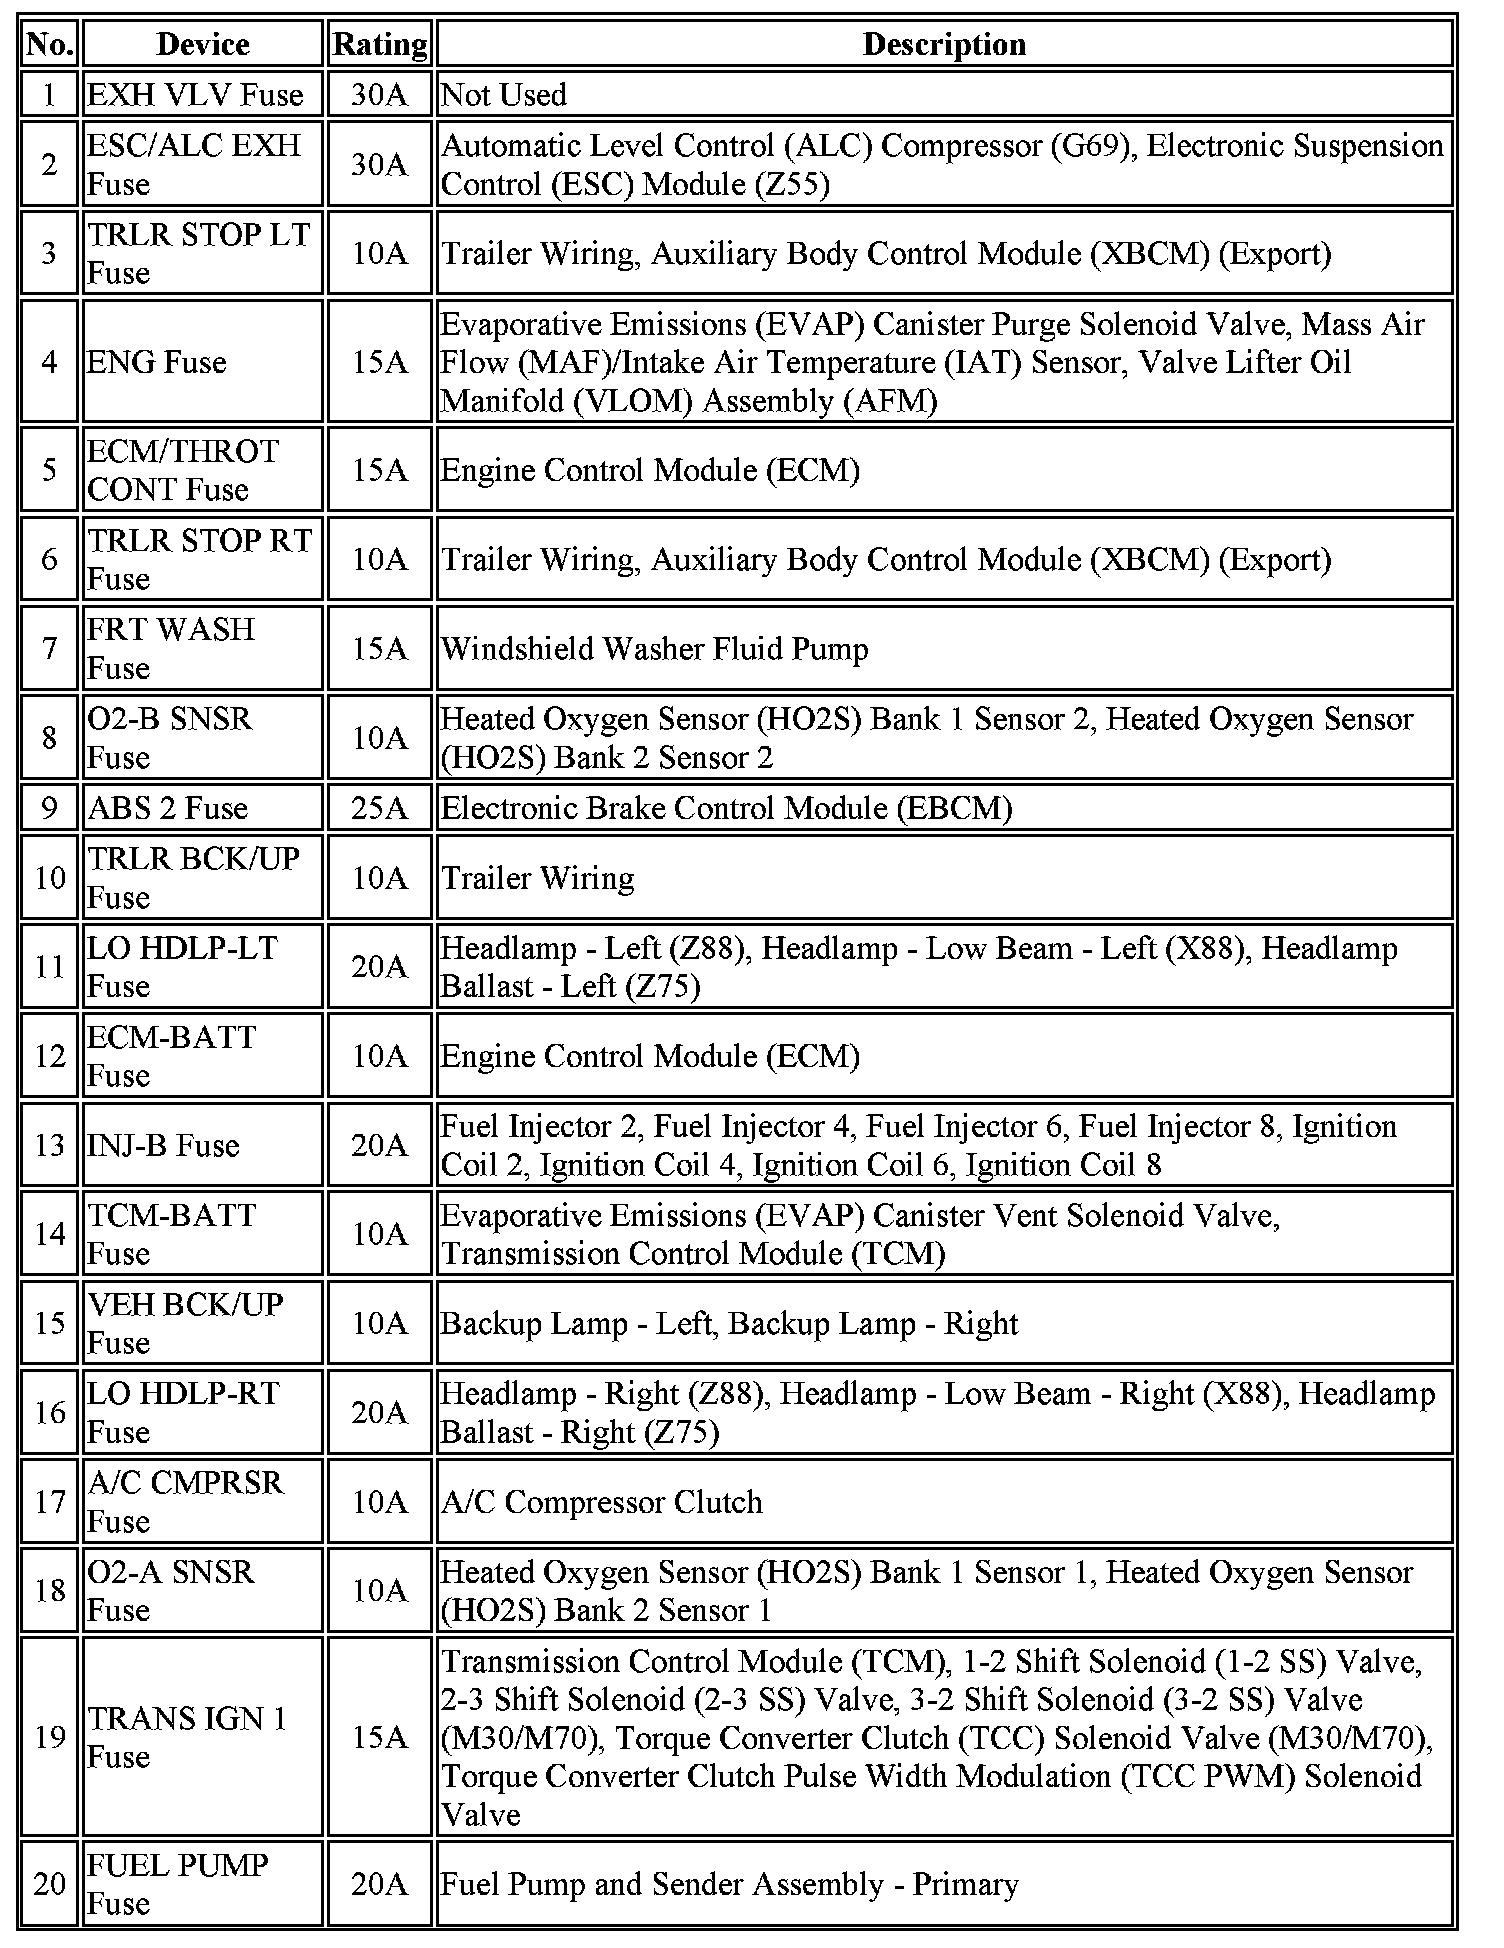 No. Device Rating Description
1 EXH VLV Fuse 30A Not Used
2 ESC/ALC EXH Fuse 30A Automatic Level Control (ALC) Compressor (G69), Electronic Suspension
Control (ESC) Module (Z55)
3 TRLR STOP LT Fuse 10A Trailer Wiring, Auxiliary Body Control Module (XBCM) (Export)
4 ENG Fuse 15A Evaporative Emissions (EVAP) Canister Purge Solenoid Valve, Mass Air
Flow (MAF)/Intake Air Temperature (IAT) Sensor, Valve Lifter Oil
Manifold (VLOM) Assembly (AFM)
5 ECM/THROT CONT Fuse 15A Engine Control Module (ECM)
6 TRLR STOP RT Fuse 10A Trailer Wiring, Auxiliary Body Control Module (XBCM) (Export)
7 FRT WASH Fuse 15A Windshield Washer Fluid Pump
8 O2-B SNSR Fuse 10A Heated Oxygen Sensor (HO2S) Bank 1 Sensor 2, Heated Oxygen Sensor
(HO2S) Bank 2 Sensor 2
9 ABS 2 Fuse 25A Electronic Brake Control Module (EBCM)
10 TRLR BCK/UP Fuse 10A Trailer Wiring
11 LO HDLP-LT Fuse 20A Headlamp - Left (Z88), Headlamp - Low Beam - Left (X88), Headlamp
Ballast - Left (Z75)
12 ECM-BATT Fuse 10A Engine Control Module (ECM)
13 INJ-B Fuse 20A Fuel Injector 2, Fuel Injector 4, Fuel Injector 6, Fuel Injector 8, Ignition
Coil 2, Ignition Coil 4, Ignition Coil 6, Ignition Coil 8
14 TCM-BATT Fuse 10A Evaporative Emissions (EVAP) Canister Vent Solenoid Valve,
Transmission Control Module (TCM)
15 VEH BCK/UP Fuse 10A Backup Lamp - Left, Backup Lamp - Right
16 LO HDLP-RT Fuse 20A Headlamp - Right (Z88), Headlamp - Low Beam - Right (X88), Headlamp
Ballast - Right (Z75)
17 A/C CMPRSR Fuse 10A A/C Compressor Clutch
18 O2-A SNSR Fuse 10A Heated Oxygen Sensor (HO2S) Bank 1 Sensor 1, Heated Oxygen Sensor
(HO2S) Bank 2 Sensor 1
19 TRANS IGN 1 Fuse 15A Transmission Control Module (TCM), 1-2 Shift Solenoid (1-2 SS) Valve,
2-3 Shift Solenoid (2-3 SS) Valve, 3-2 Shift Solenoid (3-2 SS) Valve
(M30/M70), Torque Converter Clutch (TCC) Solenoid Valve (M30/M70),
Torque Converter Clutch Pulse Width Modulation (TCC PWM) Solenoid
Valve
20 FUEL PUMP Fuse 20A Fuel Pump and Sender Assembly - Primary